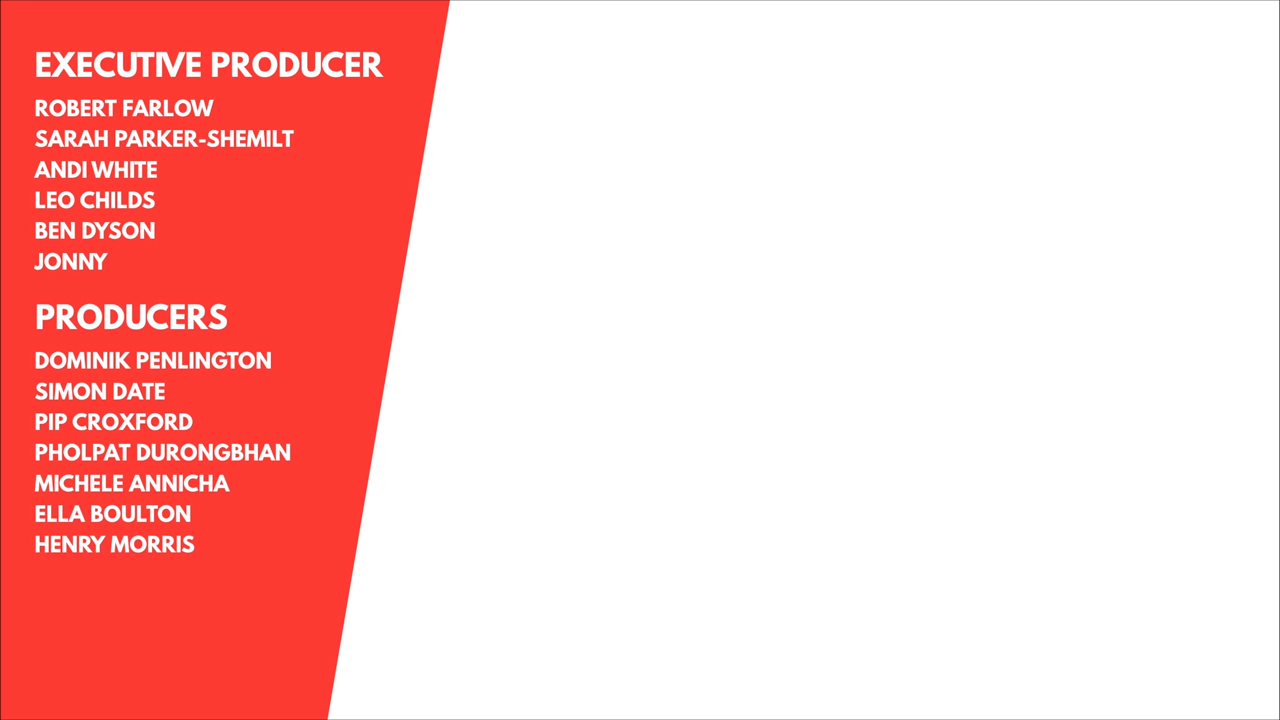 EXECUTIVE PRODUCER
ROBERT FARLOW
SARAH PARKER-SHEMILT
ANDI WHITE
LEO CHILDS
BEN DYSON
JONNY
PRODUCERS
DOMINIK PENLINGTON
SIMON DATE
PIP CROXFORD
PHOLPAT DURONGBHAN
MICHELE ANNICHA
ELLA BOULTON
HENRY MORRIS